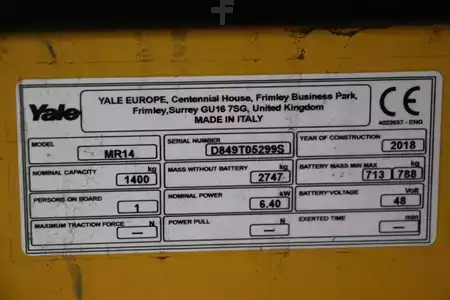 Yale
YALE EUROPE, Centennial House, Frimley Business Park,
Frimley,Surrey GU16 7SG, United Kingdom
MADE IN ITALY
CE
4022657 - ENG
MODEL MR14
SERIAL NUMBER D849T05299S
YEAR OF CONSTRUCTION 2018
NOMINAL CAPACITY kg 1400
MASS WITHOUT BATTERY kg 2747
BATTERY MASS MIN MAX kg 713 788
PERSONS ON BOARD 1
NOMINAL POWER kW 6.40
BATTERY VOLTAGE Volt 48
MAXIMUM TRACTION FORCE N —
POWER PULL N —
EXERTED TIME min —